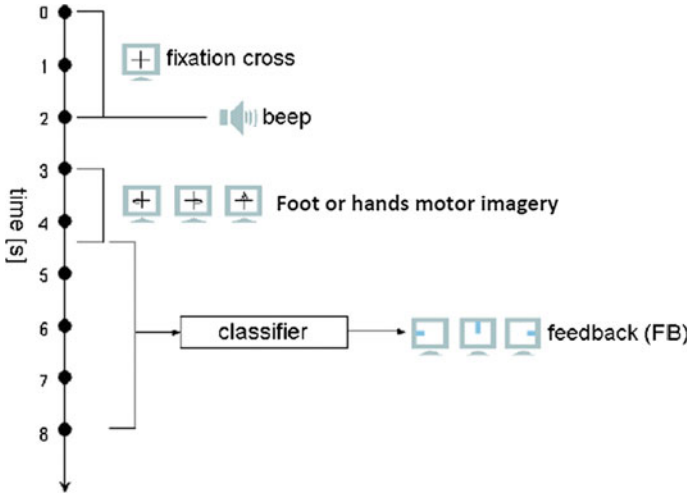 0
1
fixation cross
2
beep
3
Foot or hands motor imagery
4
time [s]
5
6
classifier
feedback (FB)
7
8